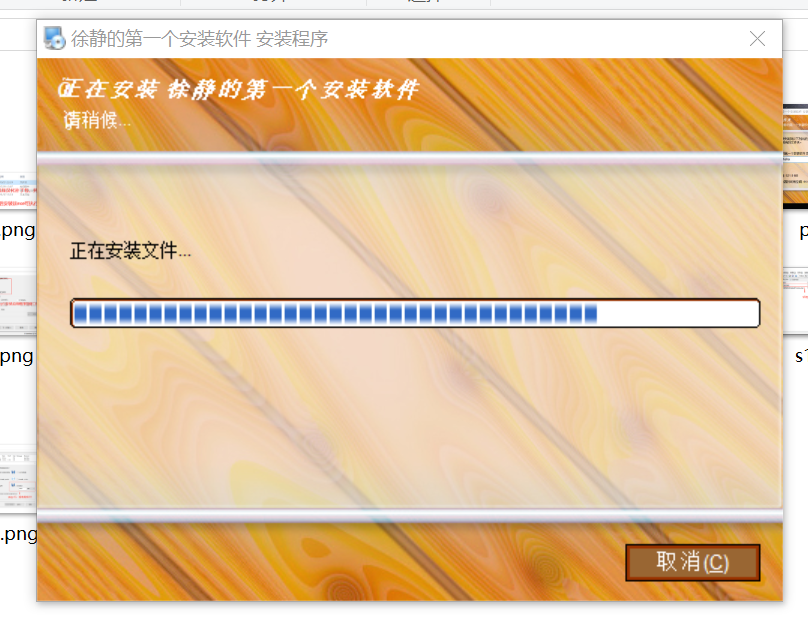 徐静的第一个安装软件 安装程序
正在安装 徐静的第一个安装软件
请稍候...
正在安装文件...
.png
png
.png
p
s1
取消(C)